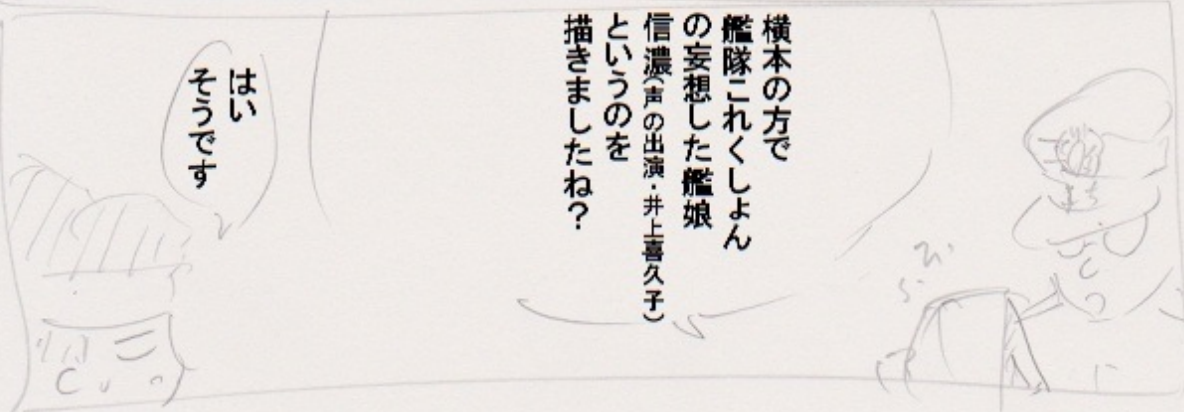 横本の方で
艦隊これくしょん
の妄想した艦娘
信濃(声の出演・井上喜久子)
というのを
描きましたね?
はい
そうです